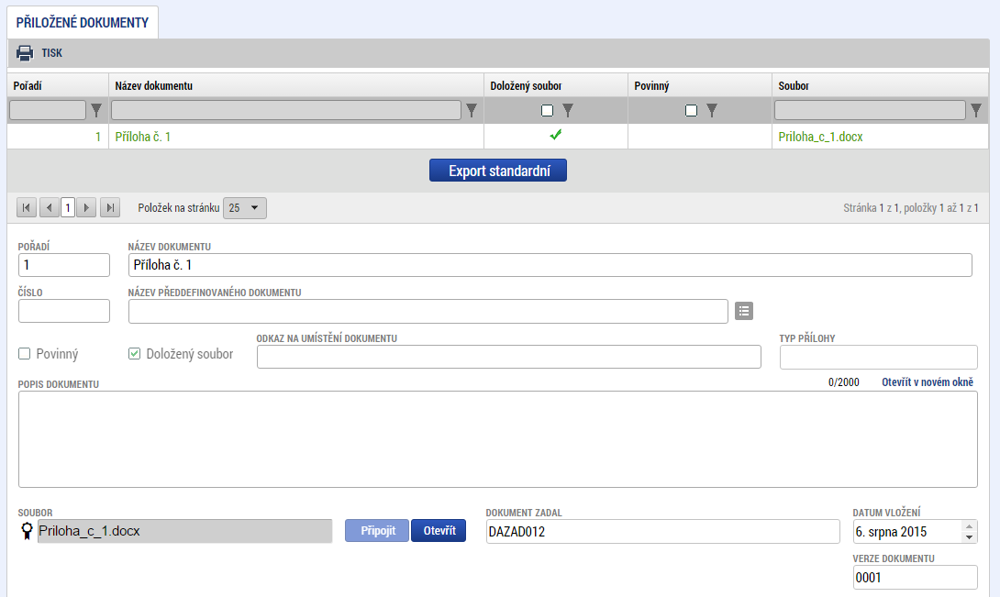 PŘILOŽENÉ DOKUMENTY
TISK
Pořadí Název dokumentu Doložený soubor Povinný Soubor
1 Příloha č. 1 Priloha_c_1.docx
Export standardní
1 Položek na stránku 25 Stránka 1 z 1, položky 1 až 1 z 1
POŘADÍ NÁZEV DOKUMENTU
1 Příloha č. 1
ČÍSLO NÁZEV PŘEDDEFINOVANÉHO DOKUMENTU
ODKAZ NA UMÍSTĚNÍ DOKUMENTU TYP PŘÍLOHY
Povinný Doložený soubor
POPIS DOKUMENTU 0/2000 Otevřít v novém okně
SOUBOR DOKUMENT ZADAL DATUM VLOŽENÍ
Priloha_c_1.docx Připojit Otevřít DAZAD012 6. srpna 2015
VERZE DOKUMENTU
0001